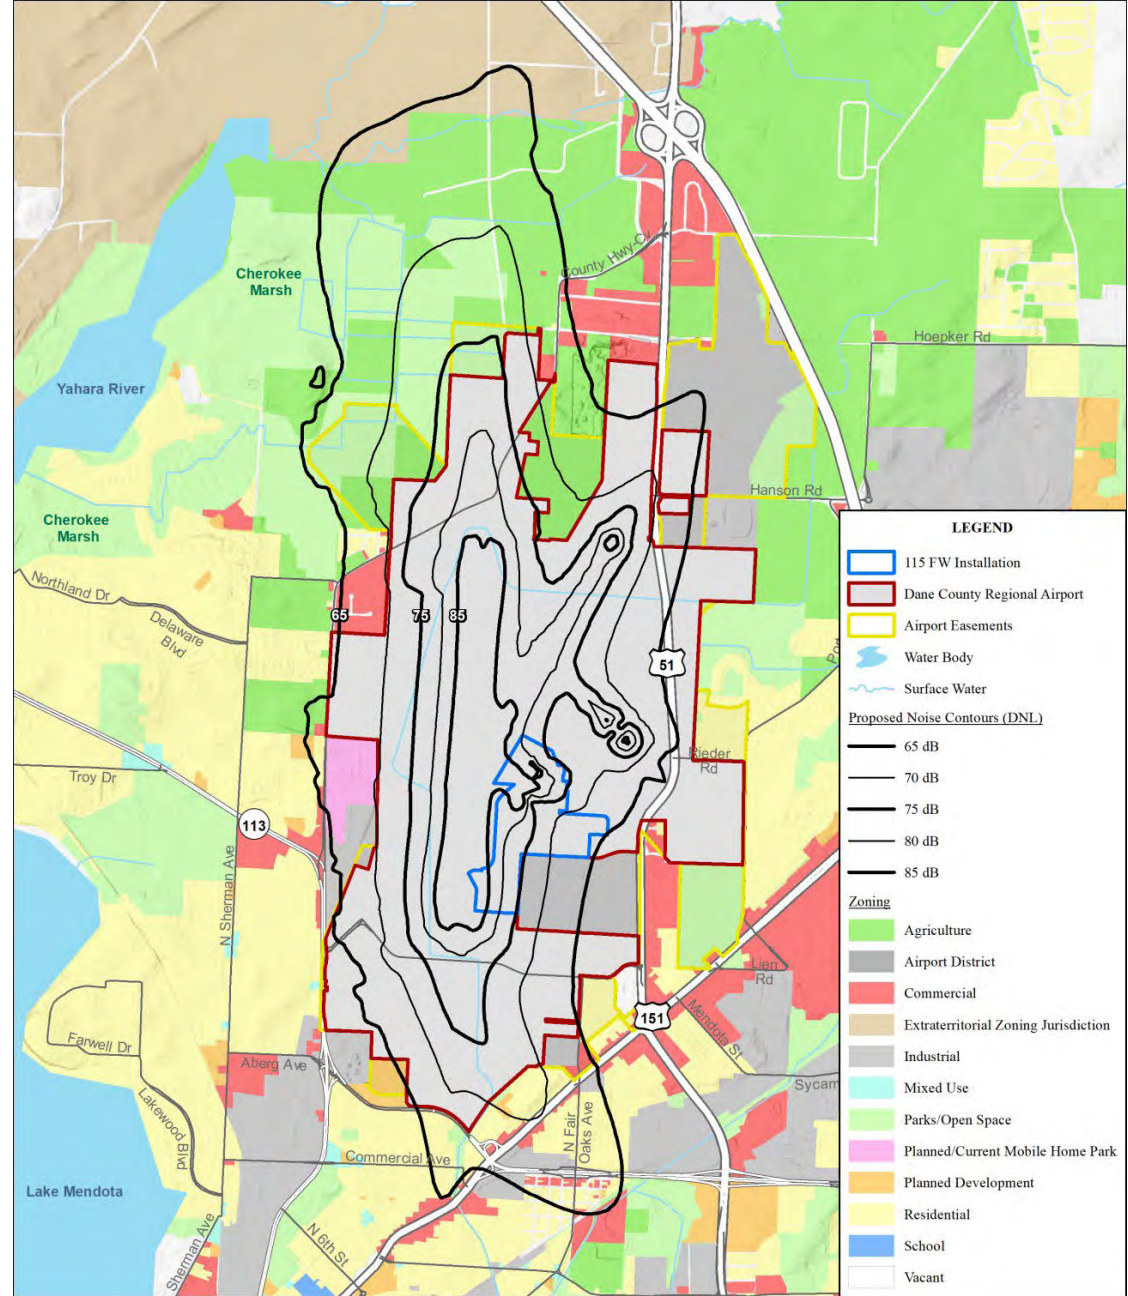 County Hwy-Cv
Cherokee
Marsh
Hoepker Rd
Yahara River
Hanson Rd
Cherokee
Marsh
Northland Dr
Delaware
Blvd
65
75
85
51
Rieder
Rd
Troy Dr
113
N Sherman Ave
Lien
Rd
151
Mendota St
Farwell Dr
Aberg Ave
Sycam
Lakewood
Blvd
N Fair
Oaks Ave
Commercial Ave
Lake Mendota
N 6th St
Sherman Ave
LEGEND
115 FW Installation
Dane County Regional Airport
Airport Easements
Water Body
Surface Water
Proposed Noise Contours (DNL)
65 dB
70 dB
75 dB
80 dB
85 dB
Zoning
Agriculture
Airport District
Commercial
Extraterritorial Zoning Jurisdiction
Industrial
Mixed Use
Parks/Open Space
Planned/Current Mobile Home Park
Planned Development
Residential
School
Vacant